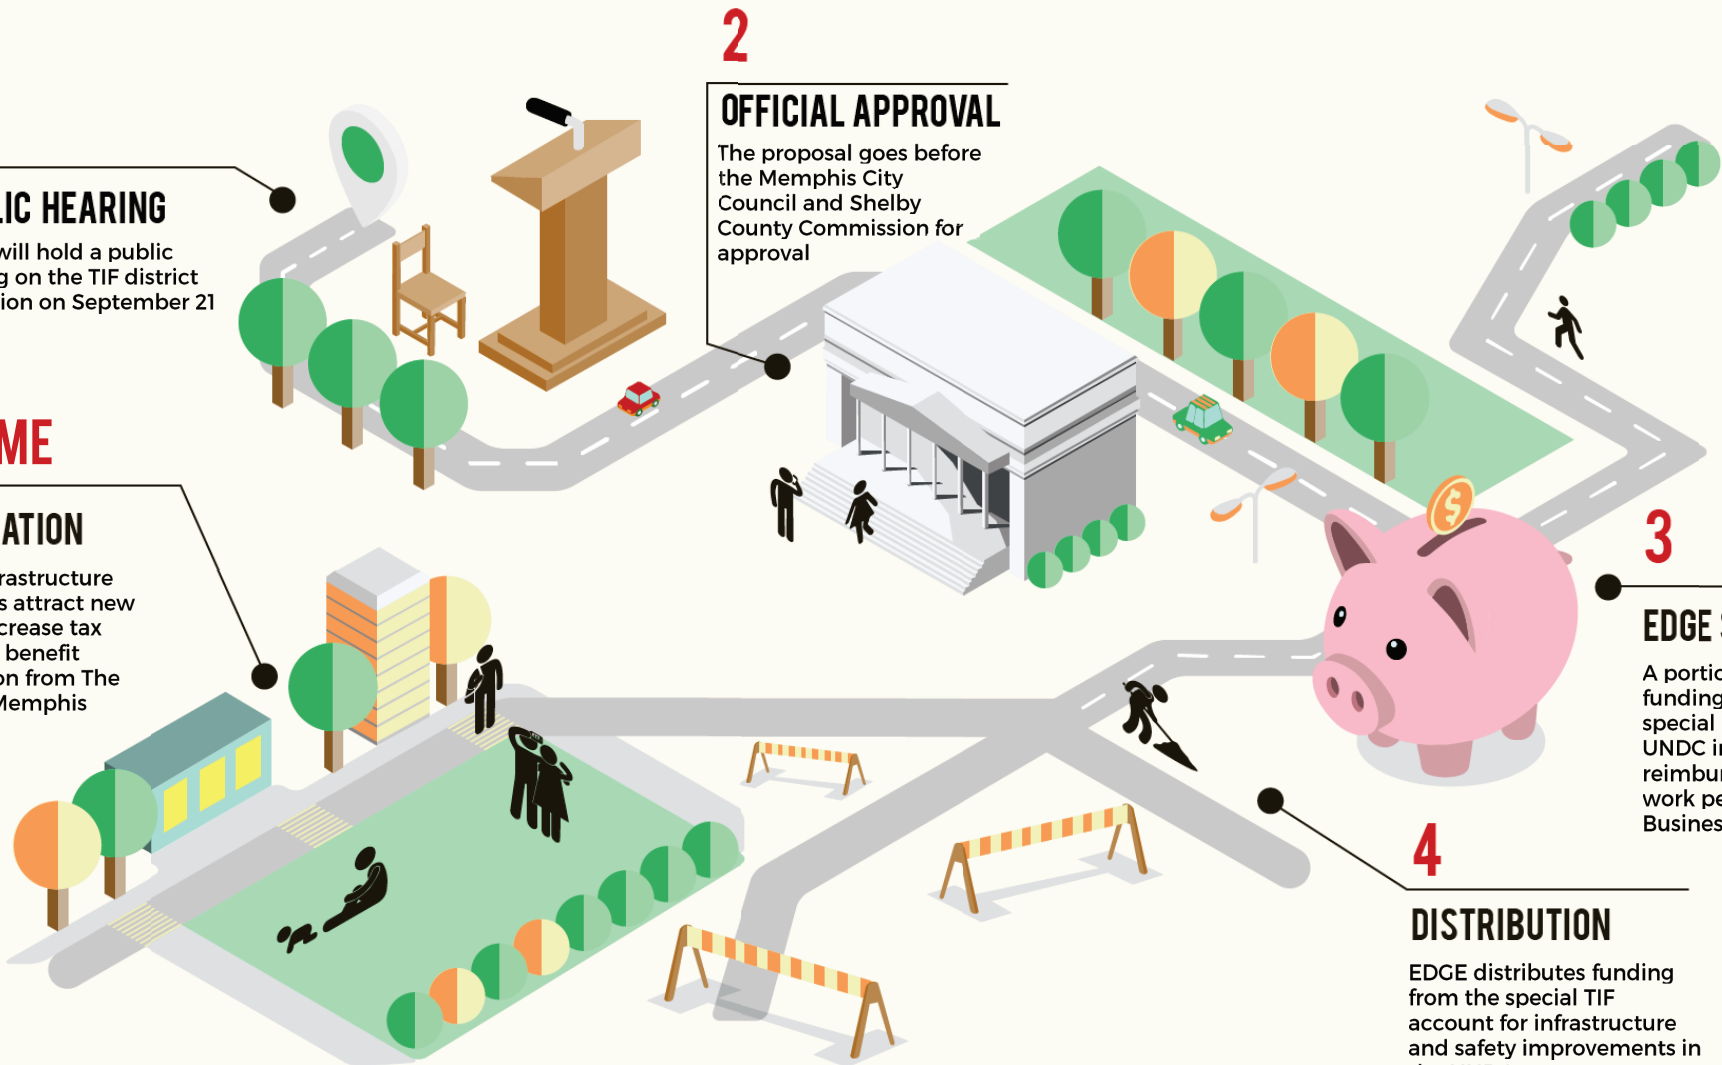 2
OFFICIAL APPROVAL
The proposal goes before
the Memphis City
Council and Shelby
County Commission for
approval
LIC HEARING
will hold a public
g on the TIF district
ion on September 21
ME
ATION
rastructure
s attract new
crease tax
benefit
on from The
Memphis
$
3
EDGE
A portio
funding
special
UNDC i
reimbur
work pe
Busines
4
DISTRIBUTION
EDGE distributes funding
from the special TIF
account for infrastructure
and safety improvements in